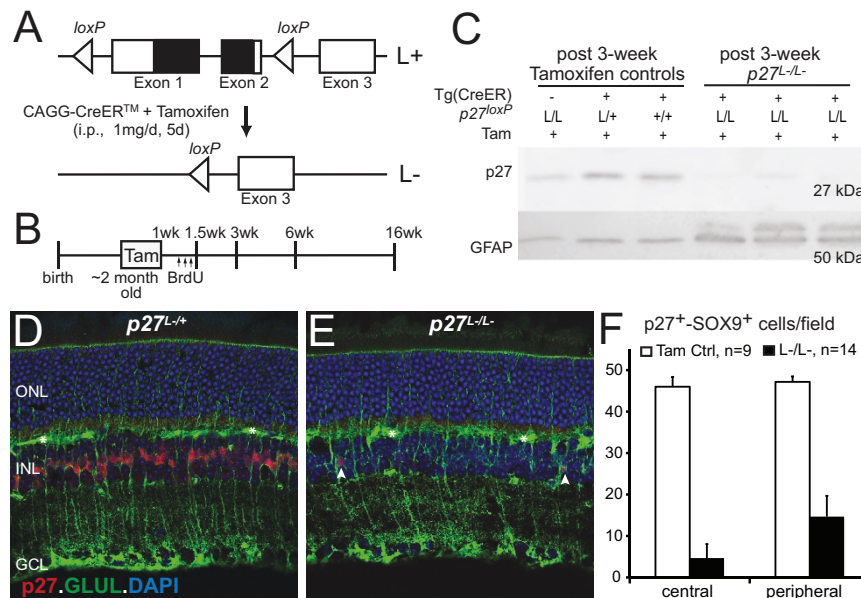 A
loxP
loxP
L+
Exon 1
Exon 2
Exon 3
CAGG-CreER™ + Tamoxifen
(i.p., 1mg/d, 5d)
loxP
L-
Exon 3
B
1wk 1.5wk 3wk 6wk 16wk
Tam
birth
~2 month
old
BrdU
C
post 3-week
Tamoxifen controls
post 3-week
p27L-/L-
Tg(CreER) - + + + + +
p27loxP L/L L/+ +/+ L/L L/L L/L
Tam + + + + + +
p27
27 kDa
GFAP
50 kDa
D
p27L-/+
ONL
*
*
INL
GCL
p27.GLUL.DAPI
E
p27L-/L-
*
*
F
p27+-SOX9+ cells/field
Tam Ctrl, n=9
L-/L-, n=14
50
40
30
20
10
0
central
peripheral